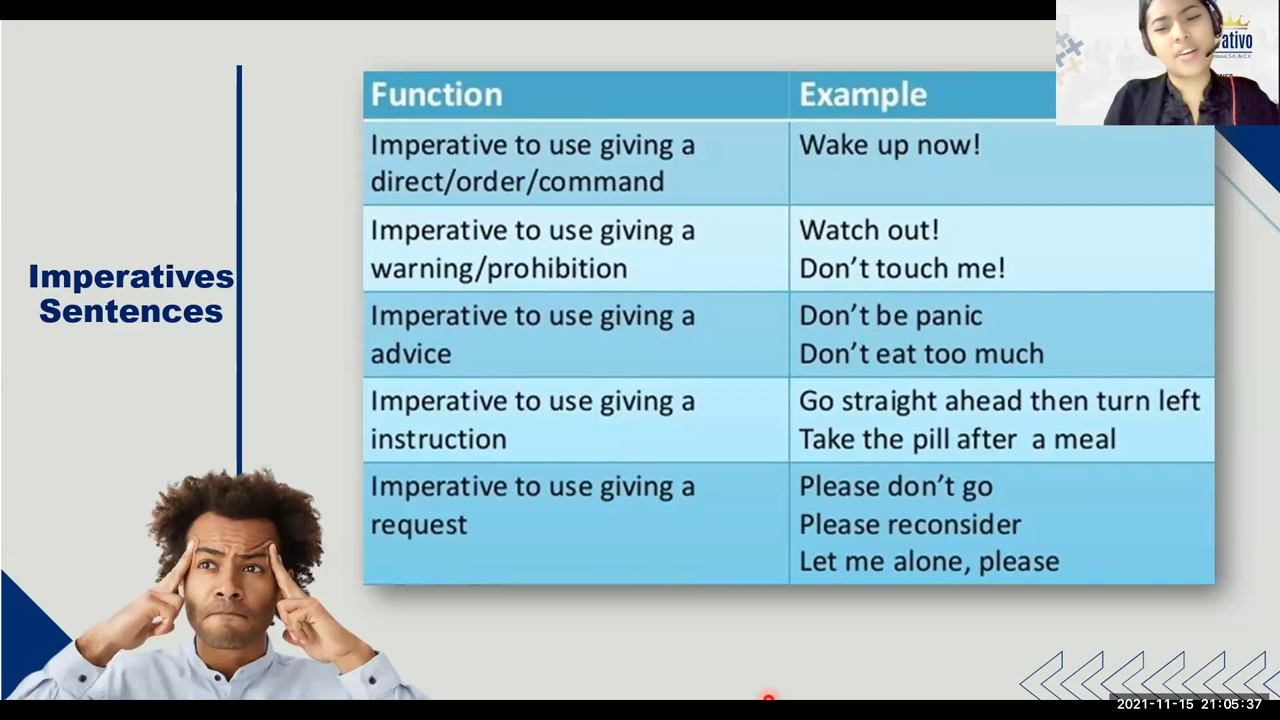 ativo
Function
Example
Imperative to use giving a
direct/order/command
Wake up now!
Imperative to use giving a
warning/prohibition
Watch out!
Don't touch me!
Imperatives
Sentences
Imperative to use giving a
advice
Don't be panic
Don't eat too much
Imperative to use giving a
instruction
Go straight ahead then turn left
Take the pill after a meal
Imperative to use giving a
request
Please don't go
Please reconsider
Let me alone, please
2021-11-15 21:05:37